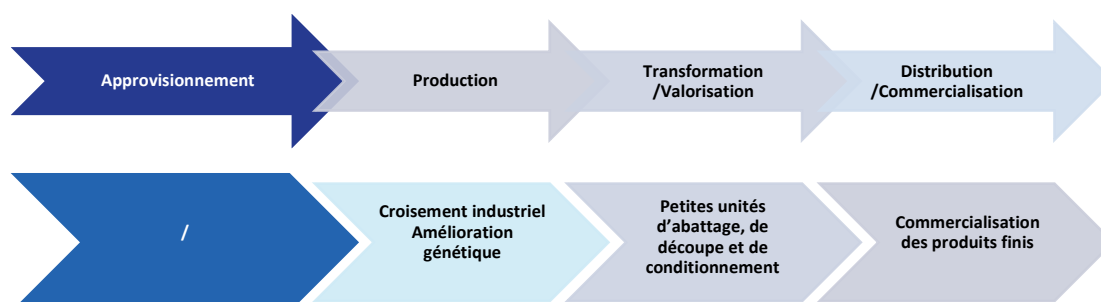 Approvisionnement
Production
Transformation
/Valorisation
Distribution
/Commercialisation
/
Croisement industriel
Amélioration
génétique
Petites unités
d’abattage, de
découpe et de
conditionnement
Commercialisation
des produits finis